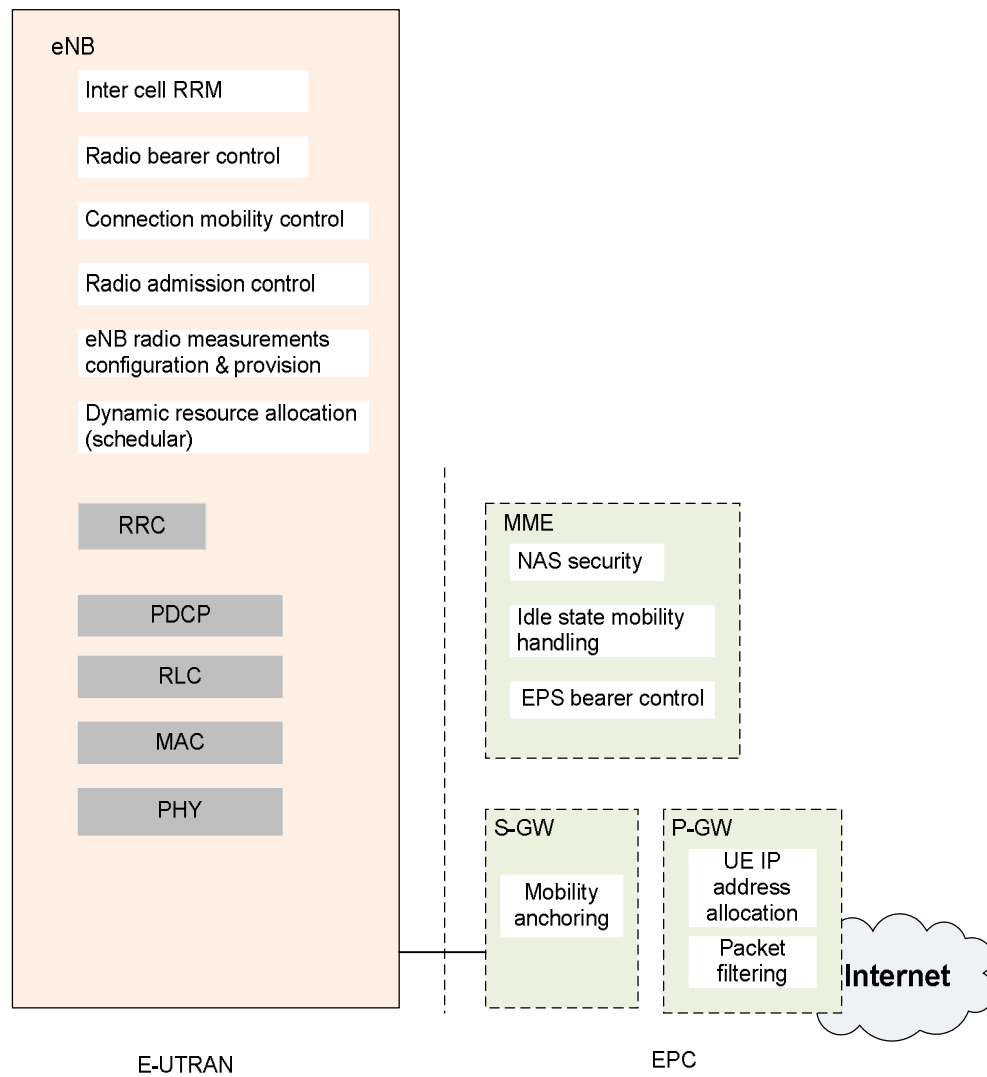 eNB
Inter cell RRM
Radio bearer control
Connection mobility control
Radio admission control
eNB radio measurements
configuration & provision
Dynamic resource allocation
(schedular)
RRC
PDCP
RLC
MAC
PHY
MME
NAS security
Idle state mobility
handling
EPS bearer control
S-GW
Mobility
anchoring
P-GW
UE IP
address
allocation
Packet
filtering
Internet
E-UTRAN
EPC